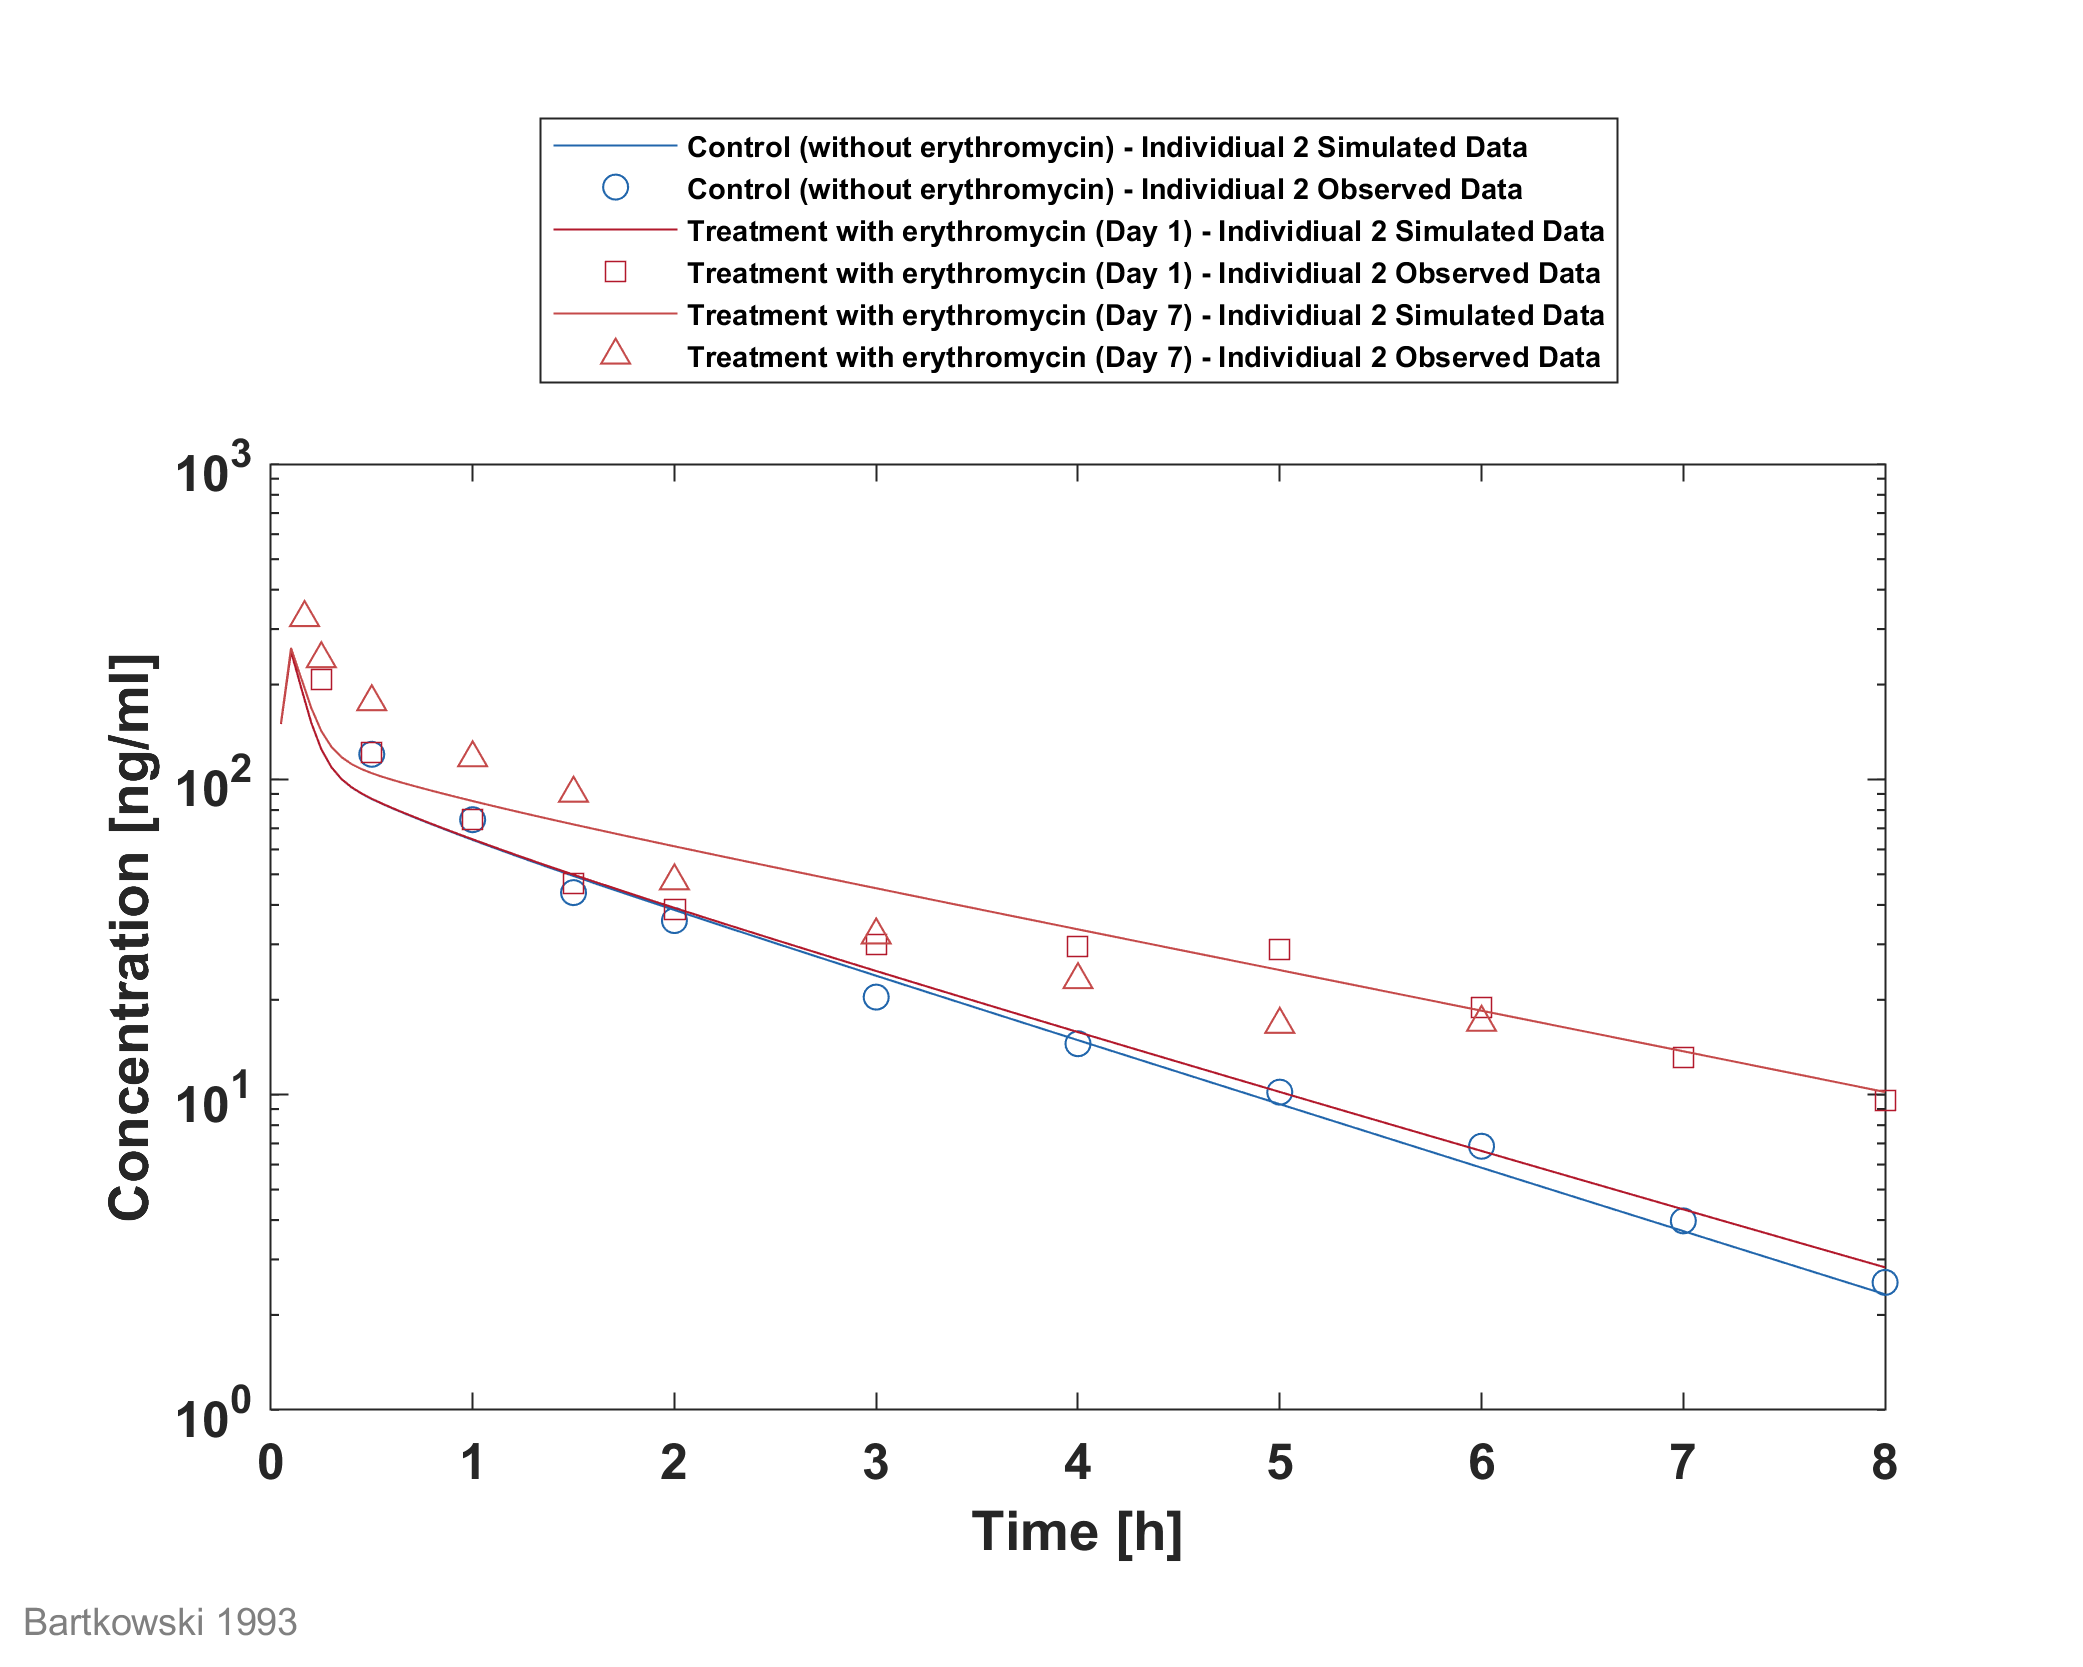 Control (without erythromycin) - Individiual 2 Simulated Data
Control (without erythromycin) - Individiual 2 Observed Data
Treatment with erythromycin (Day 1) - Individiual 2 Simulated Data
Treatment with erythromycin (Day 1) - Individiual 2 Observed Data
Treatment with erythromycin (Day 7) - Individiual 2 Simulated Data
Treatment with erythromycin (Day 7) - Individiual 2 Observed Data
10^3
10^2
10^1
10^0
Concentration [ng/ml]
0 1 2 3 4 5 6 7 8
Time [h]
Bartkowski 1993